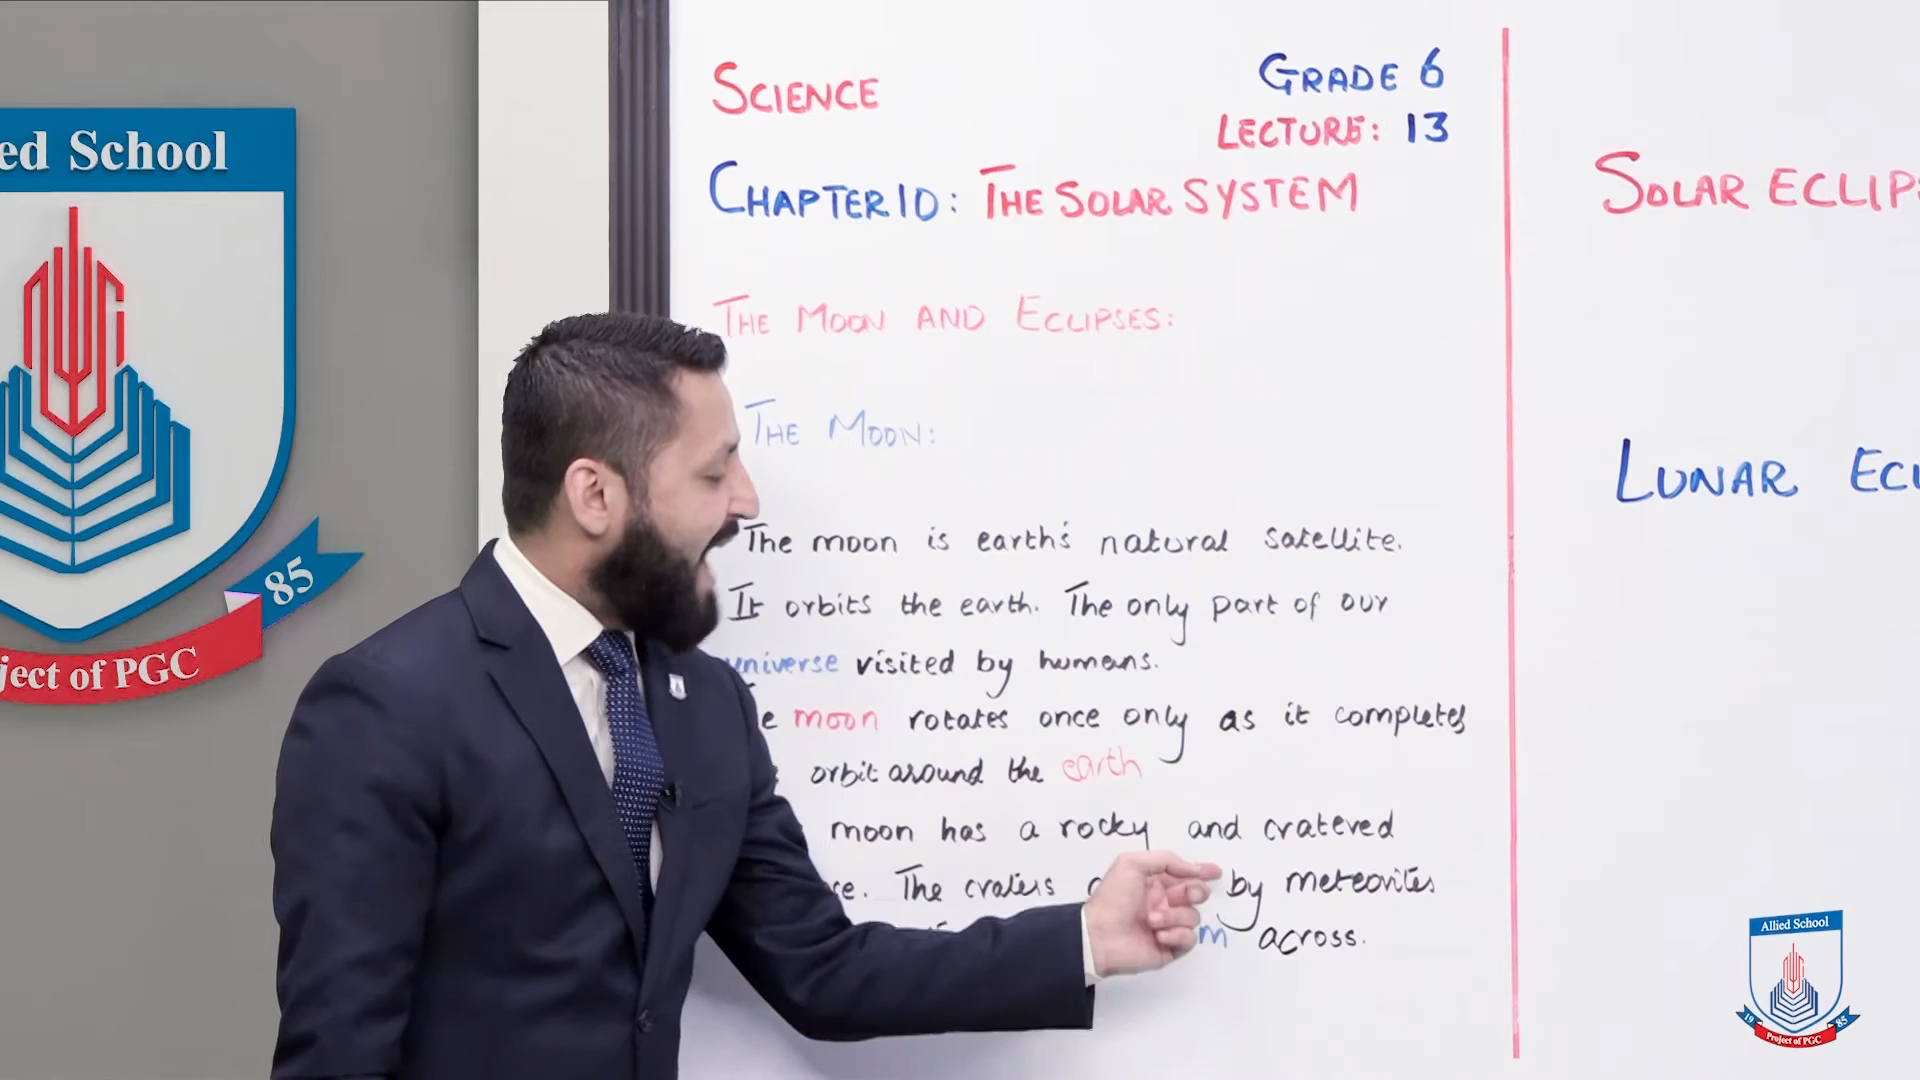 ed School
85
ject of PGC
SCIENCE
GRADE 6
LECTURE: 13
CHAPTER 10: THE SOLAR SYSTEM
THE MOON AND ECLIPSES:
THE MOON:
The moon is earth's natural satellite.
It orbits the earth. The only part of our
universe visited by humans.
moon rotates once only as it completes
orbit around the earth
moon has a rocky and cratered
The craters by meteorites
across.
SOLAR ECLIPS
LUNAR ECL
Allied School
19 85
Project of PGC